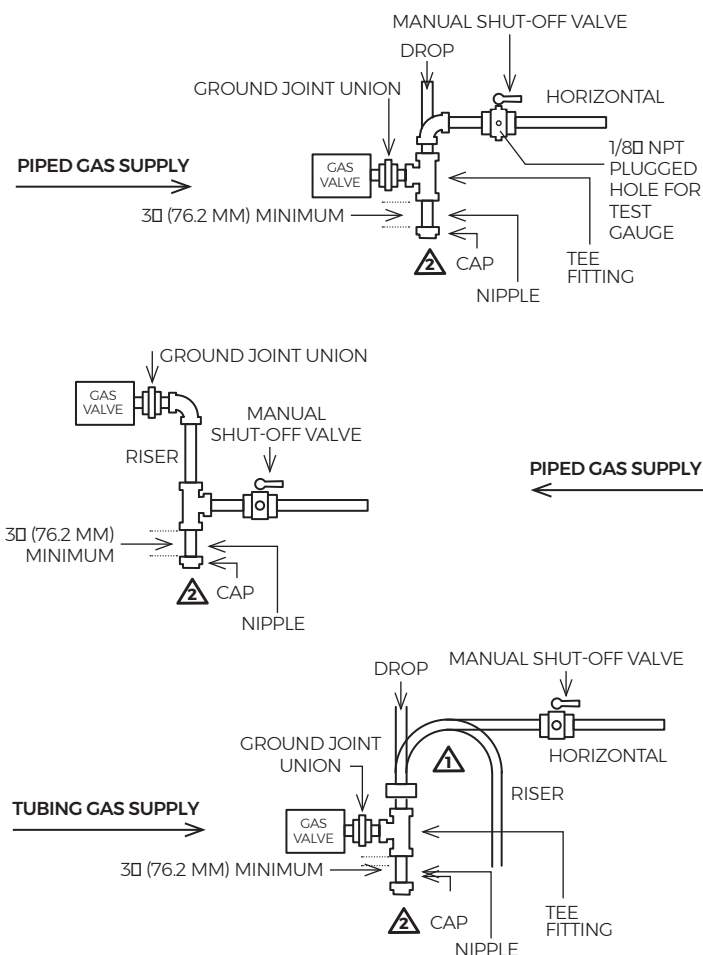 MANUAL SHUT-OFF VALVE
DROP
GROUND JOINT UNION
HORIZONTAL
PIPED GAS SUPPLY
GAS
VALVE
1/8□ NPT
PLUGGED
HOLE FOR
TEST
GAUGE
3□ (76.2 MM) MINIMUM
2
CAP
TEE
FITTING
NIPPLE
GROUND JOINT UNION
GAS
VALVE
MANUAL
SHUT-OFF VALVE
RISER
PIPED GAS SUPPLY
3□ (76.2 MM)
MINIMUM
2
CAP
NIPPLE
MANUAL SHUT-OFF VALVE
DROP
GROUND JOINT
UNION
1
HORIZONTAL
RISER
TUBING GAS SUPPLY
GAS
VALVE
3□ (76.2 MM) MINIMUM
2
CAP
TEE
FITTING
NIPPLE